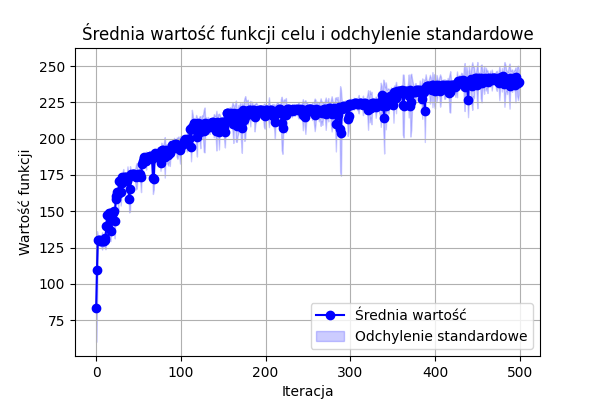 Średnia wartość funkcji celu i odchylenie standardowe
Wartość funkcji
250
225
200
175
150
125
100
75
0 100 200 300 400 500
Iteracja
Średnia wartość
Odchylenie standardowe